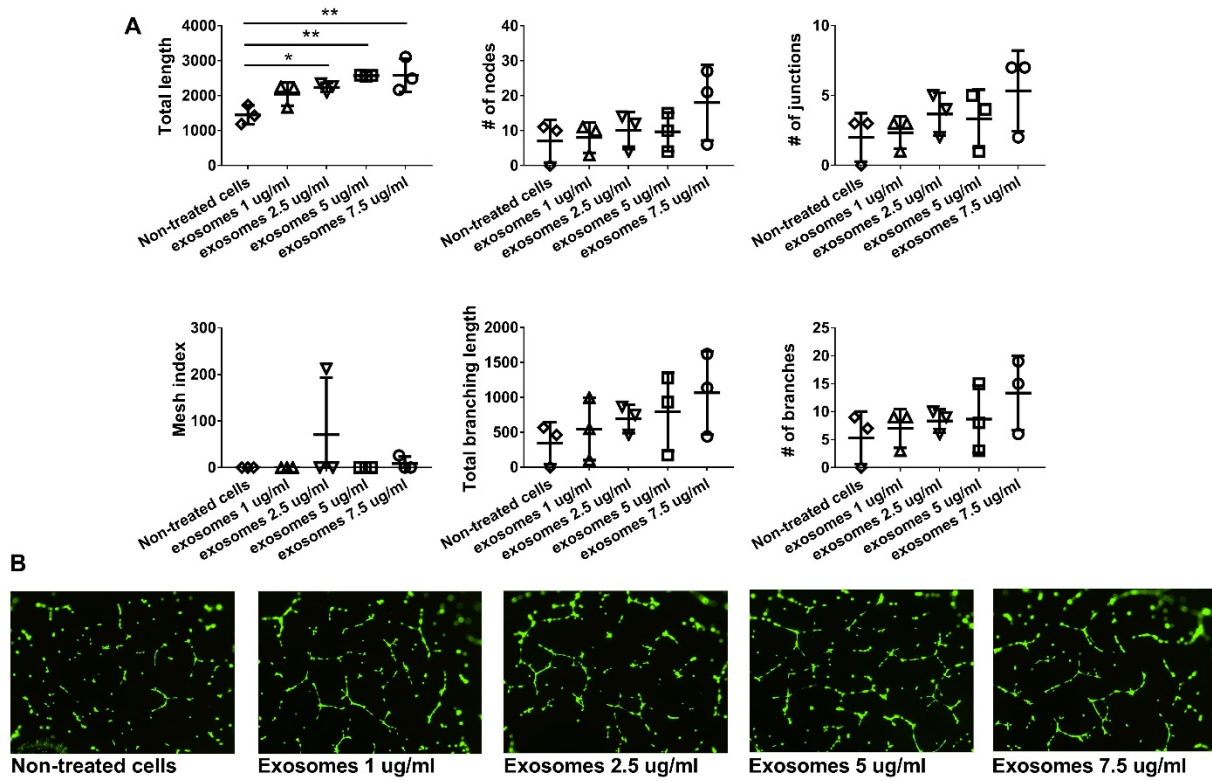 A
Total length
4000
3000
2000
1000
0
*
**
**
Non-treated cells
exosomes 1 ug/ml
exosomes 2.5 ug/ml
exosomes 5 ug/ml
exosomes 7.5 ug/ml
# of nodes
40
30
20
10
0
Non-treated cells
exosomes 1 ug/ml
exosomes 2.5 ug/ml
exosomes 5 ug/ml
exosomes 7.5 ug/ml
# of junctions
10
5
0
Non-treated cells
exosomes 1 ug/ml
exosomes 2.5 ug/ml
exosomes 5 ug/ml
exosomes 7.5 ug/ml
Mesh index
300
200
100
0
Non-treated cells
exosomes 1 ug/ml
exosomes 2.5 ug/ml
exosomes 5 ug/ml
exosomes 7.5 ug/ml
Total branching length
2000
1500
1000
500
0
Non-treated cells
exosomes 1 ug/ml
exosomes 2.5 ug/ml
exosomes 5 ug/ml
exosomes 7.5 ug/ml
# of branches
25
20
15
10
5
0
Non-treated cells
exosomes 1 ug/ml
exosomes 2.5 ug/ml
exosomes 5 ug/ml
exosomes 7.5 ug/ml
B
Non-treated cells
Exosomes 1 ug/ml
Exosomes 2.5 ug/ml
Exosomes 5 ug/ml
Exosomes 7.5 ug/ml